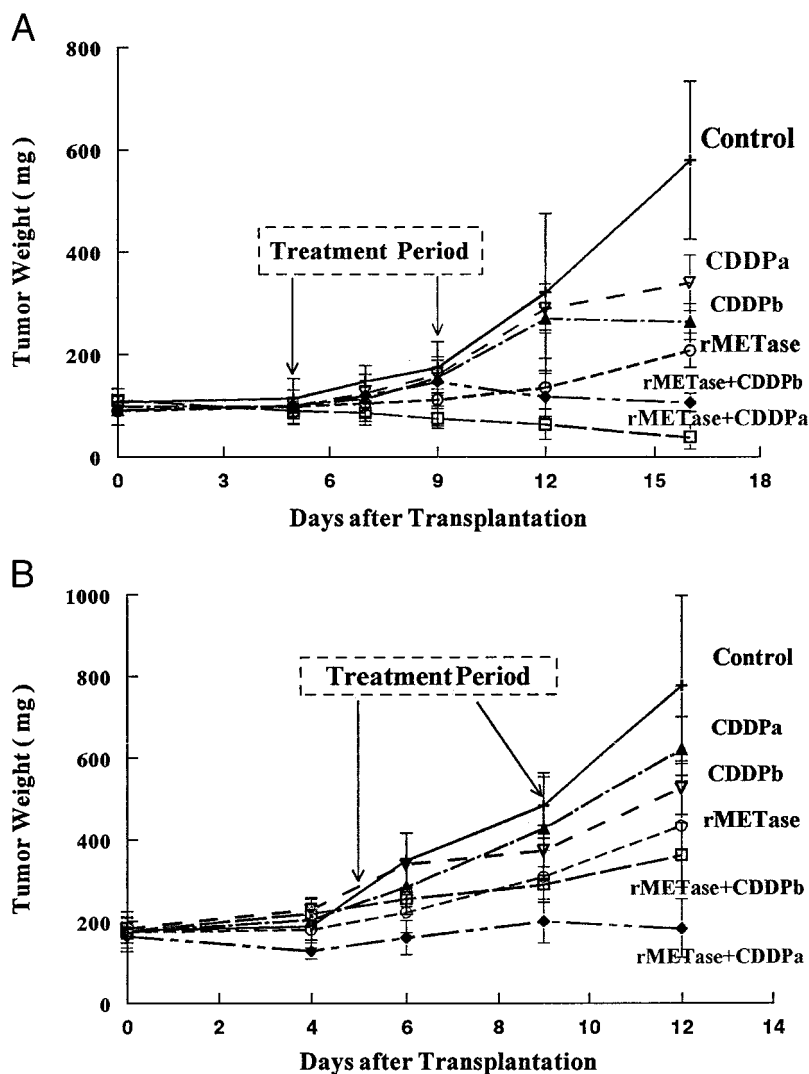 A
800
600
400
200
0
Tumor Weight ( mg )
Treatment Period
Control
CDDPa
CDDPb
rMETase
rMETase+CDDPb
rMETase+CDDPa
0 3 6 9 12 15 18
Days after Transplantation
B
1000
800
600
400
200
0
Tumor Weight ( mg )
Treatment Period
Control
CDDPa
CDDPb
rMETase
rMETase+CDDPb
rMETase+CDDPa
0 4 6 8 10 12 14
Days after Transplantation